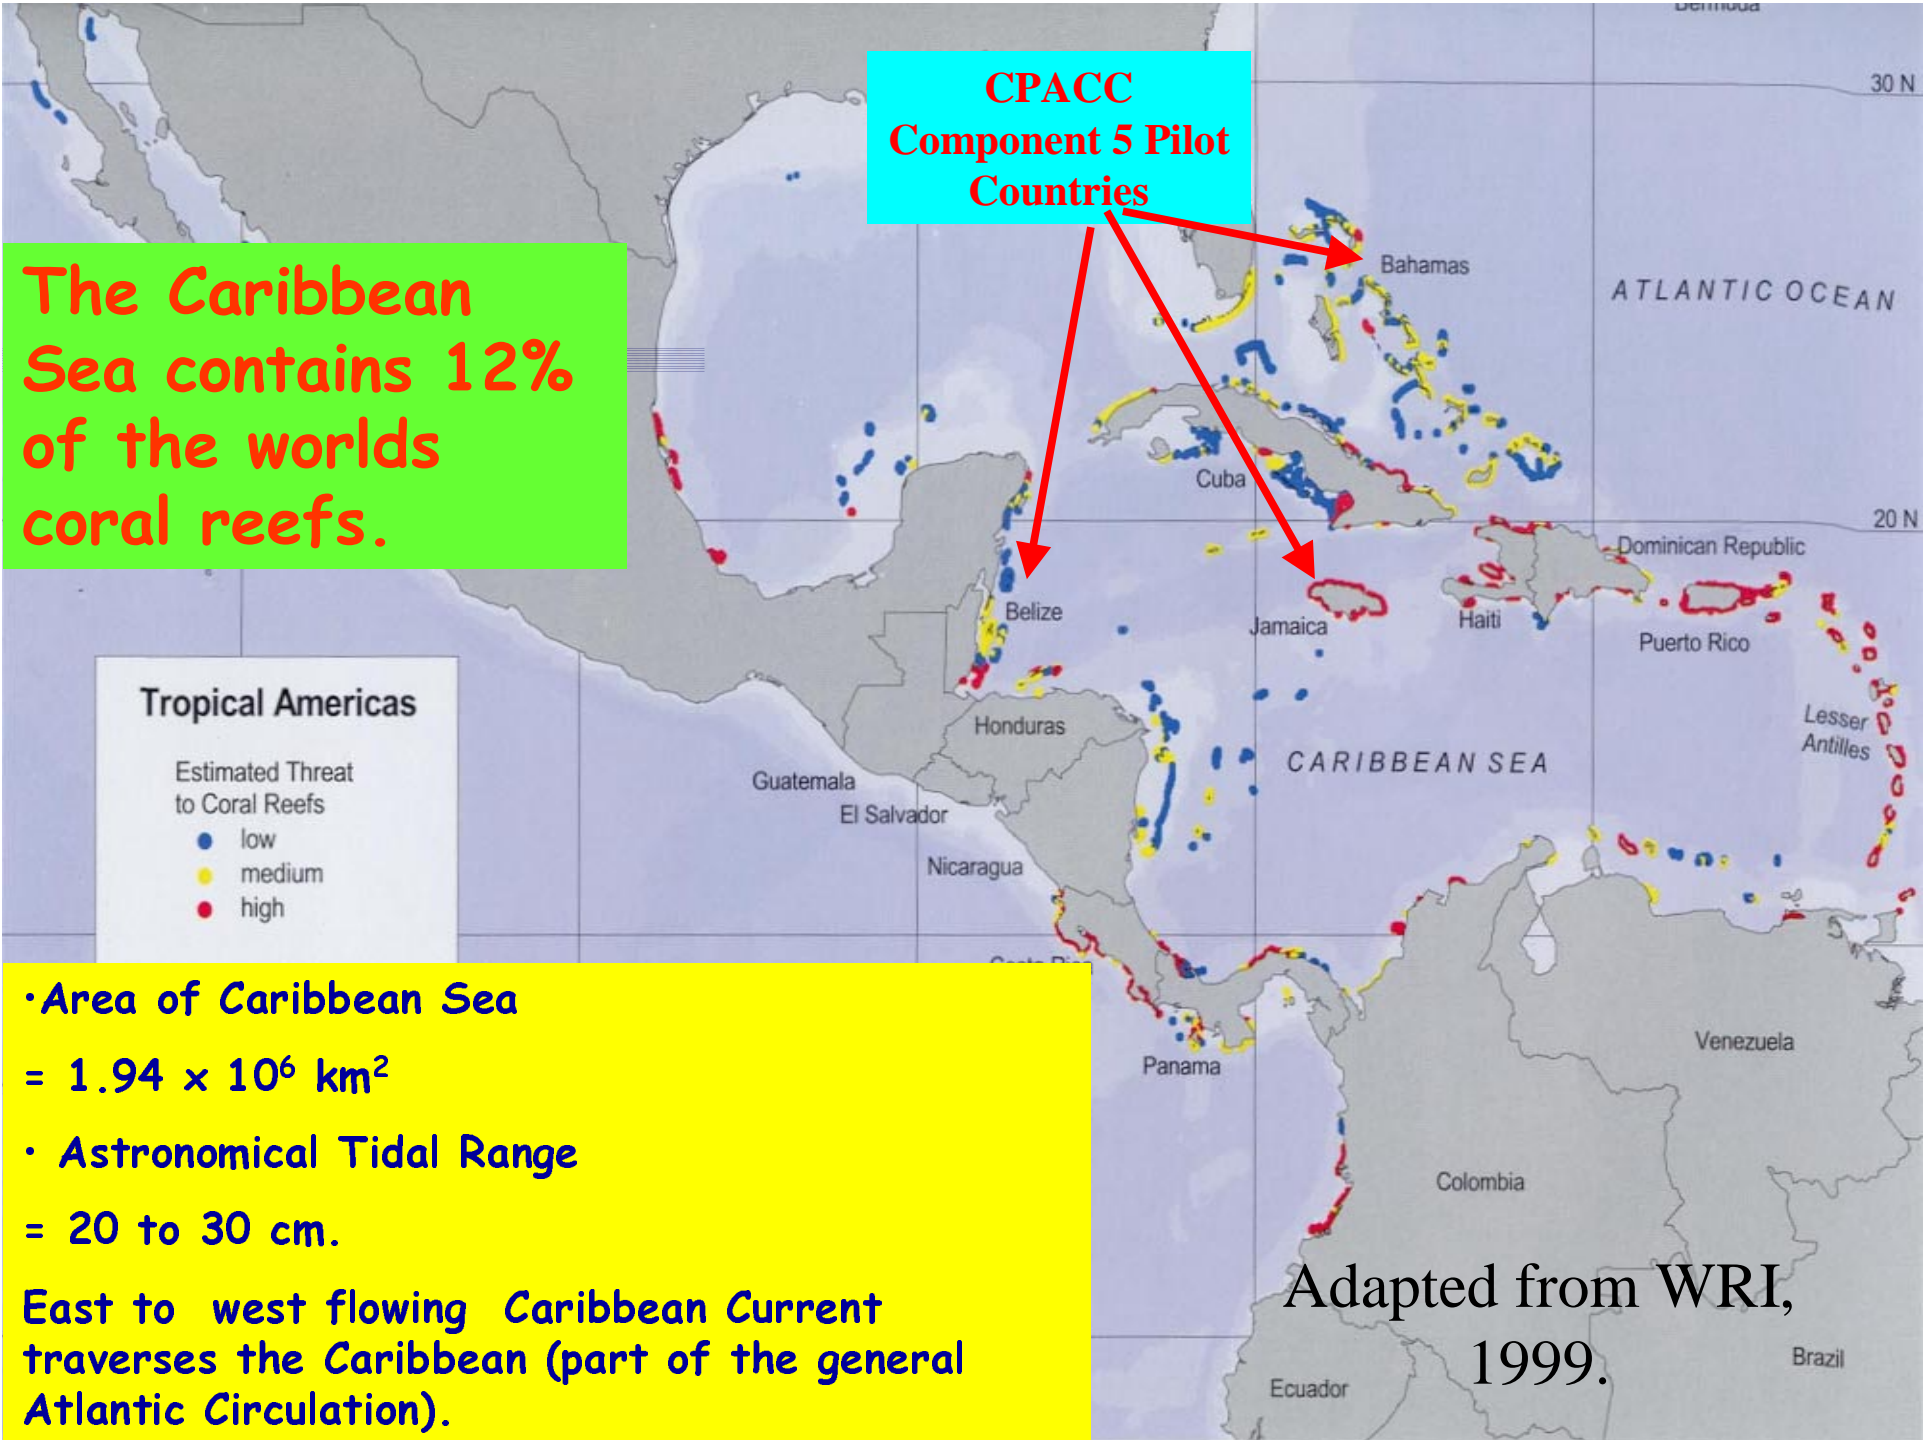 Bermuda
30 N
CPACC
Component 5 Pilot
Countries
The Caribbean
Sea contains 12%
of the worlds
coral reefs.
Bahamas
ATLANTIC OCEAN
Cuba
20 N
Dominican Republic
Belize
Jamaica
Haiti
Puerto Rico
Tropical Americas
Estimated Threat
to Coral Reefs
low
medium
high
Honduras
Lesser
Antilles
CARIBBEAN SEA
Guatemala
El Salvador
Nicaragua
Costa Rica
•Area of Caribbean Sea
= 1.94 x 10⁶ km²
• Astronomical Tidal Range
= 20 to 30 cm.
East to west flowing Caribbean Current
traverses the Caribbean (part of the general
Atlantic Circulation).
Panama
Venezuela
Colombia
Adapted from WRI,
1999.
Ecuador
Brazil